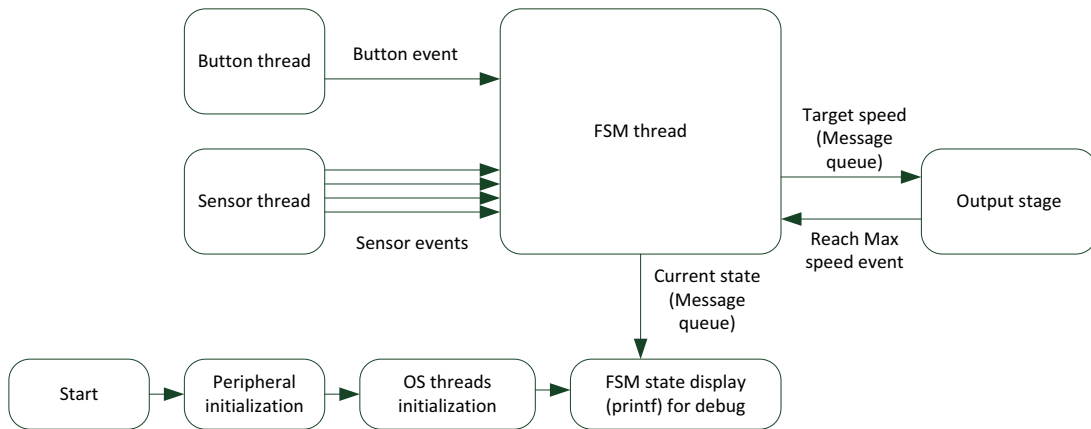 Button thread
Button event
FSM thread
Target speed
(Message
queue)
Sensor thread
Output stage
Sensor events
Reach Max
speed event
Current state
(Message
queue)
Start
Peripheral
initialization
OS threads
initialization
FSM state display
(printf) for debug